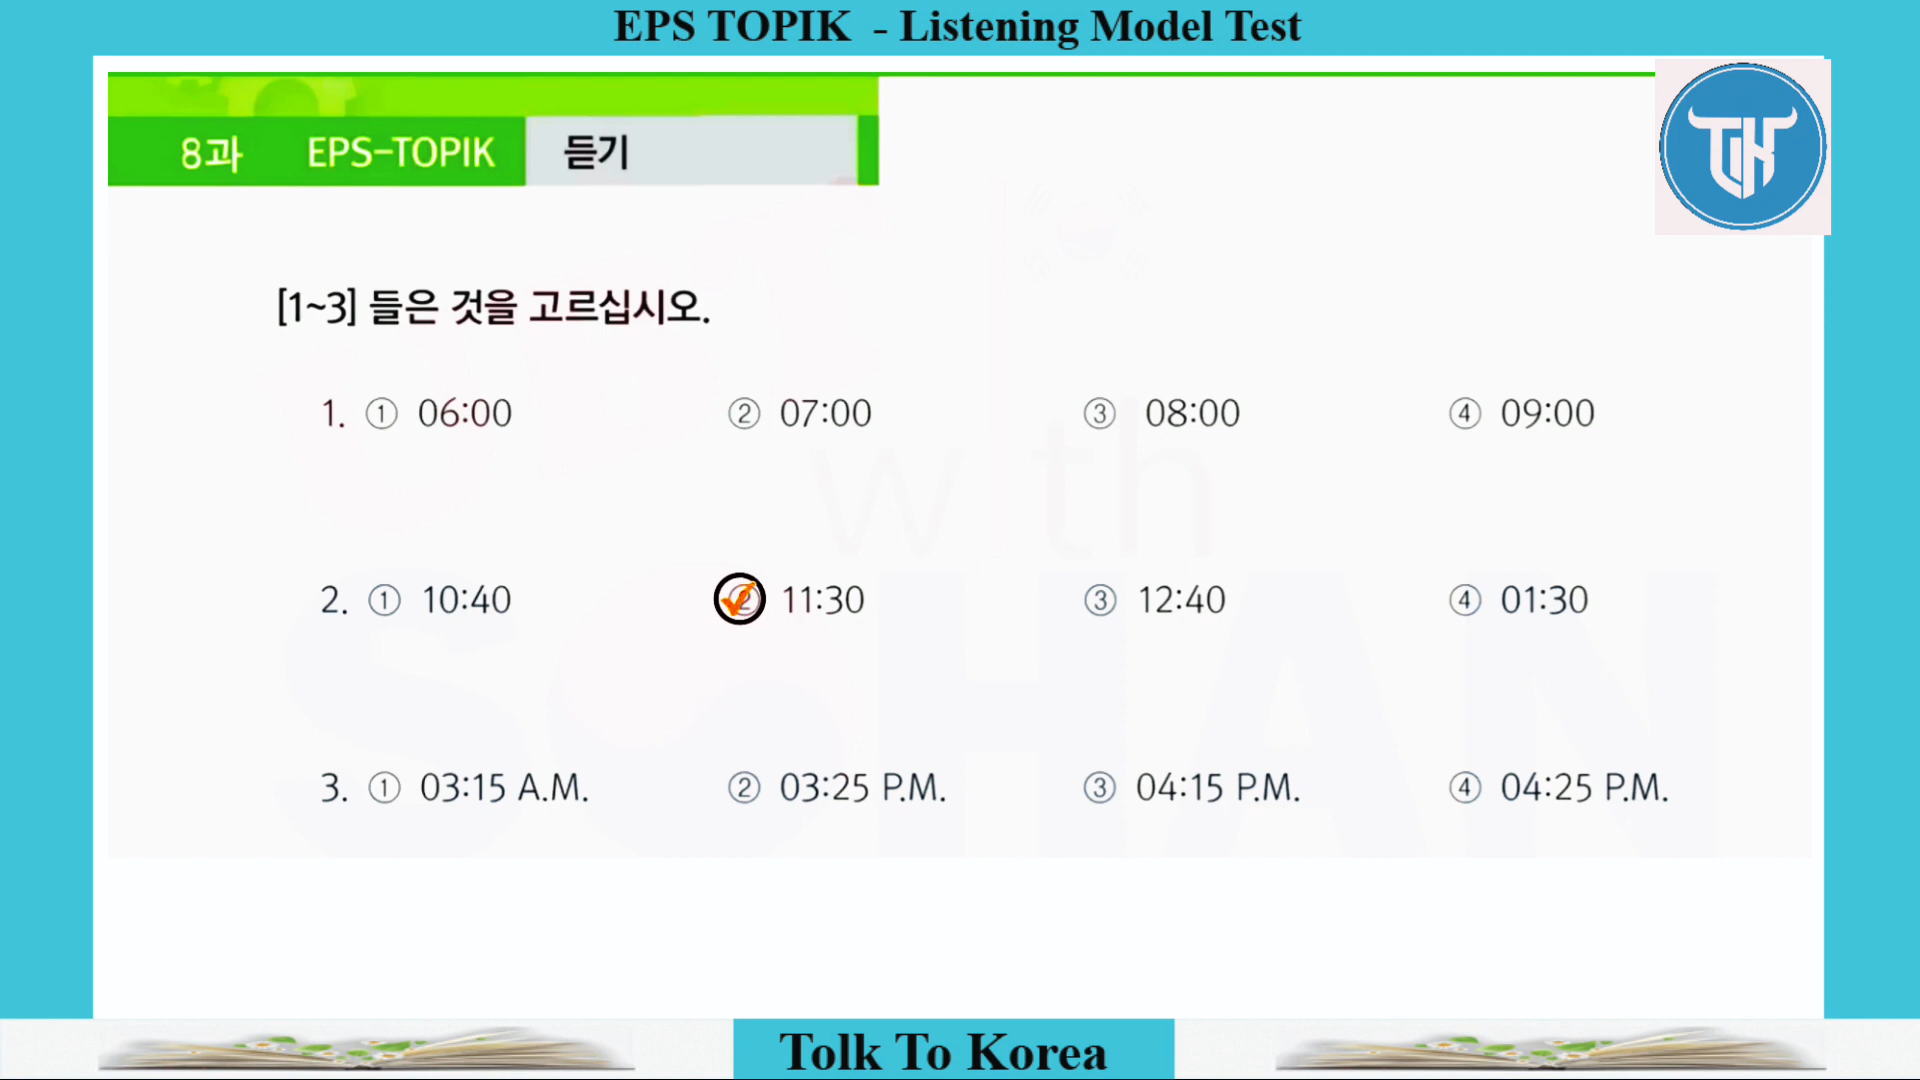 EPS TOPIK - Listening Model Test
8과 EPS-TOPIK 듣기
[1~3] 들은 것을 고르십시오.
1. ① 06:00 ② 07:00 ③ 08:00 ④ 09:00
with
2. ① 10:40 ② 11:30 ③ 12:40 ④ 01:30
SOHAN
3. ① 03:15 A.M. ② 03:25 P.M. ③ 04:15 P.M. ④ 04:25 P.M.
Tolk To Korea